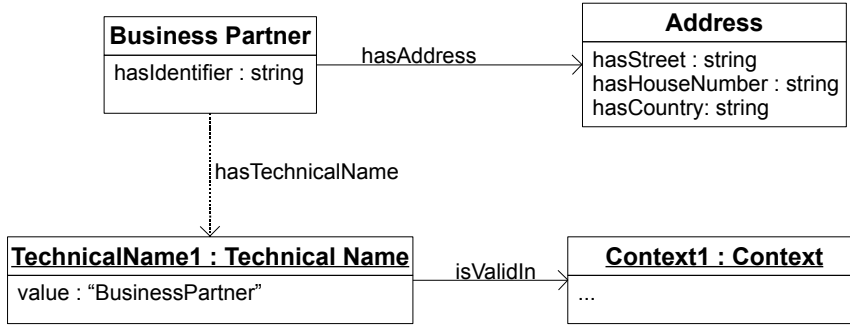 Business Partner
hasIdentifier : string
hasAddress
Address
hasStreet : string
hasHouseNumber : string
hasCountry: string
hasTechnicalName
TechnicalName1 : Technical Name
value : “BusinessPartner”
isValidIn
Context1 : Context
...